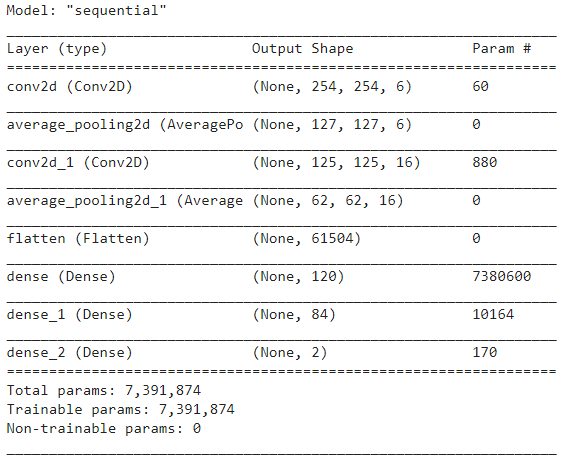 Model: "sequential"
_________________________________________________________________
Layer (type)                 Output Shape              Param #
=================================================================
conv2d (Conv2D)              (None, 254, 254, 6)       60
_________________________________________________________________
average_pooling2d (AveragePo (None, 127, 127, 6)       0
_________________________________________________________________
conv2d_1 (Conv2D)            (None, 125, 125, 16)      880
_________________________________________________________________
average_pooling2d_1 (Average (None, 62, 62, 16)        0
_________________________________________________________________
flatten (Flatten)            (None, 61504)             0
_________________________________________________________________
dense (Dense)                (None, 120)               7380600
_________________________________________________________________
dense_1 (Dense)              (None, 84)                10164
_________________________________________________________________
dense_2 (Dense)              (None, 2)                 170
=================================================================
Total params: 7,391,874
Trainable params: 7,391,874
Non-trainable params: 0
_________________________________________________________________